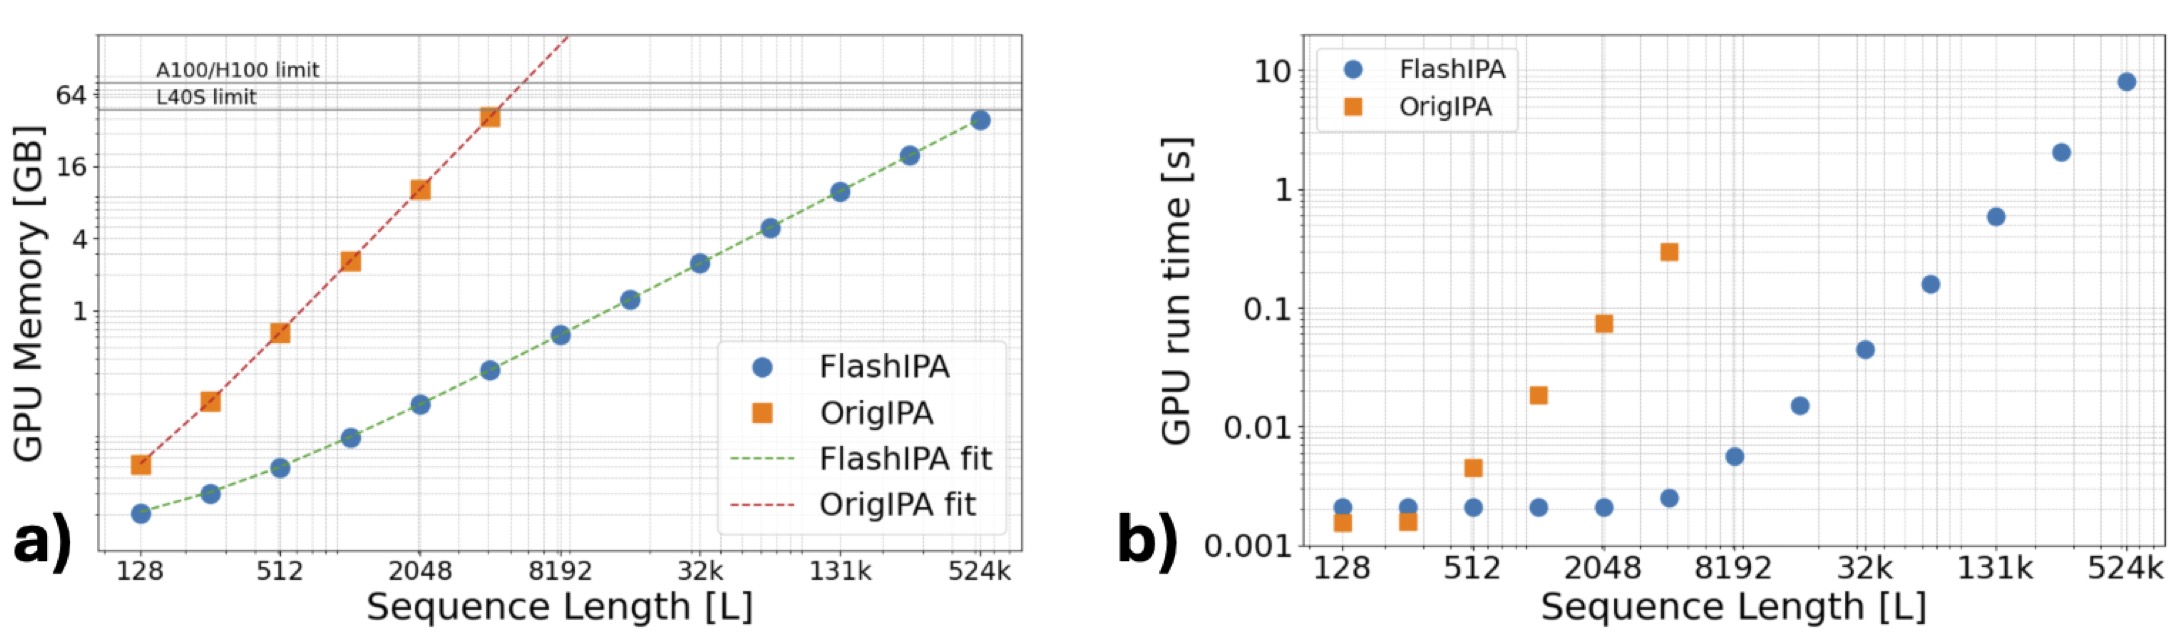 A100/H100 limit
L40S limit
64
16
4
1
GPU Memory [GB]
FlashIPA
OrigIPA
FlashIPA fit
OrigIPA fit
128 512 2048 8192 32k 131k 524k
Sequence Length [L]
a)
FlashIPA
OrigIPA
10
1
0.1
0.01
0.001
GPU run time [s]
128 512 2048 8192 32k 131k 524k
Sequence Length [L]
b)